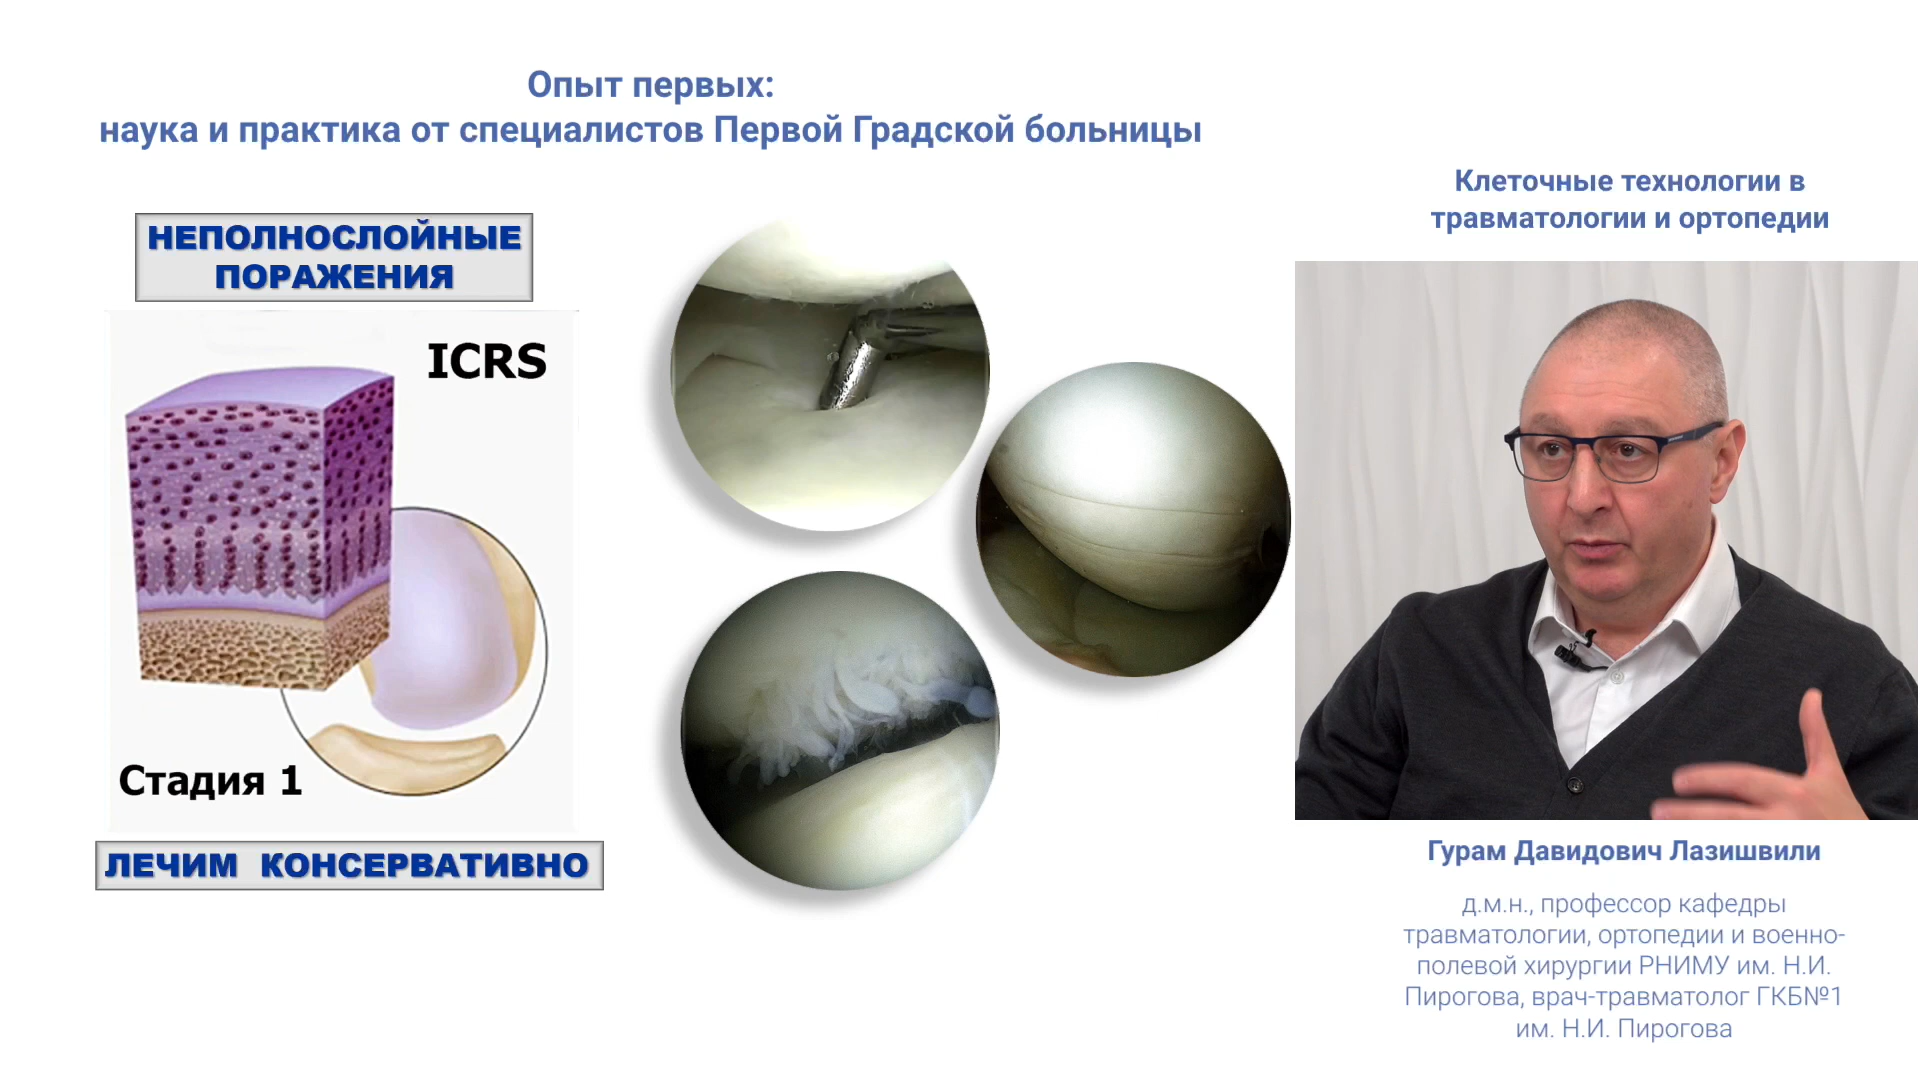 Опыт первых:
наука и практика от специалистов Первой Градской больницы
НЕПОЛНОСЛОЙНЫЕ
ПОРАЖЕНИЯ
ICRS
Стадия 1
ЛЕЧИМ КОНСЕРВАТИВНО
Клеточные технологии в
травматологии и ортопедии
Гурам Давидович Лазишвили
д.м.н., профессор кафедры
травматологии, ортопедии и военно-
полевой хирургии РНИМУ им. Н.И.
Пирогова, врач-травматолог ГКБ№1
им. Н.И. Пирогова